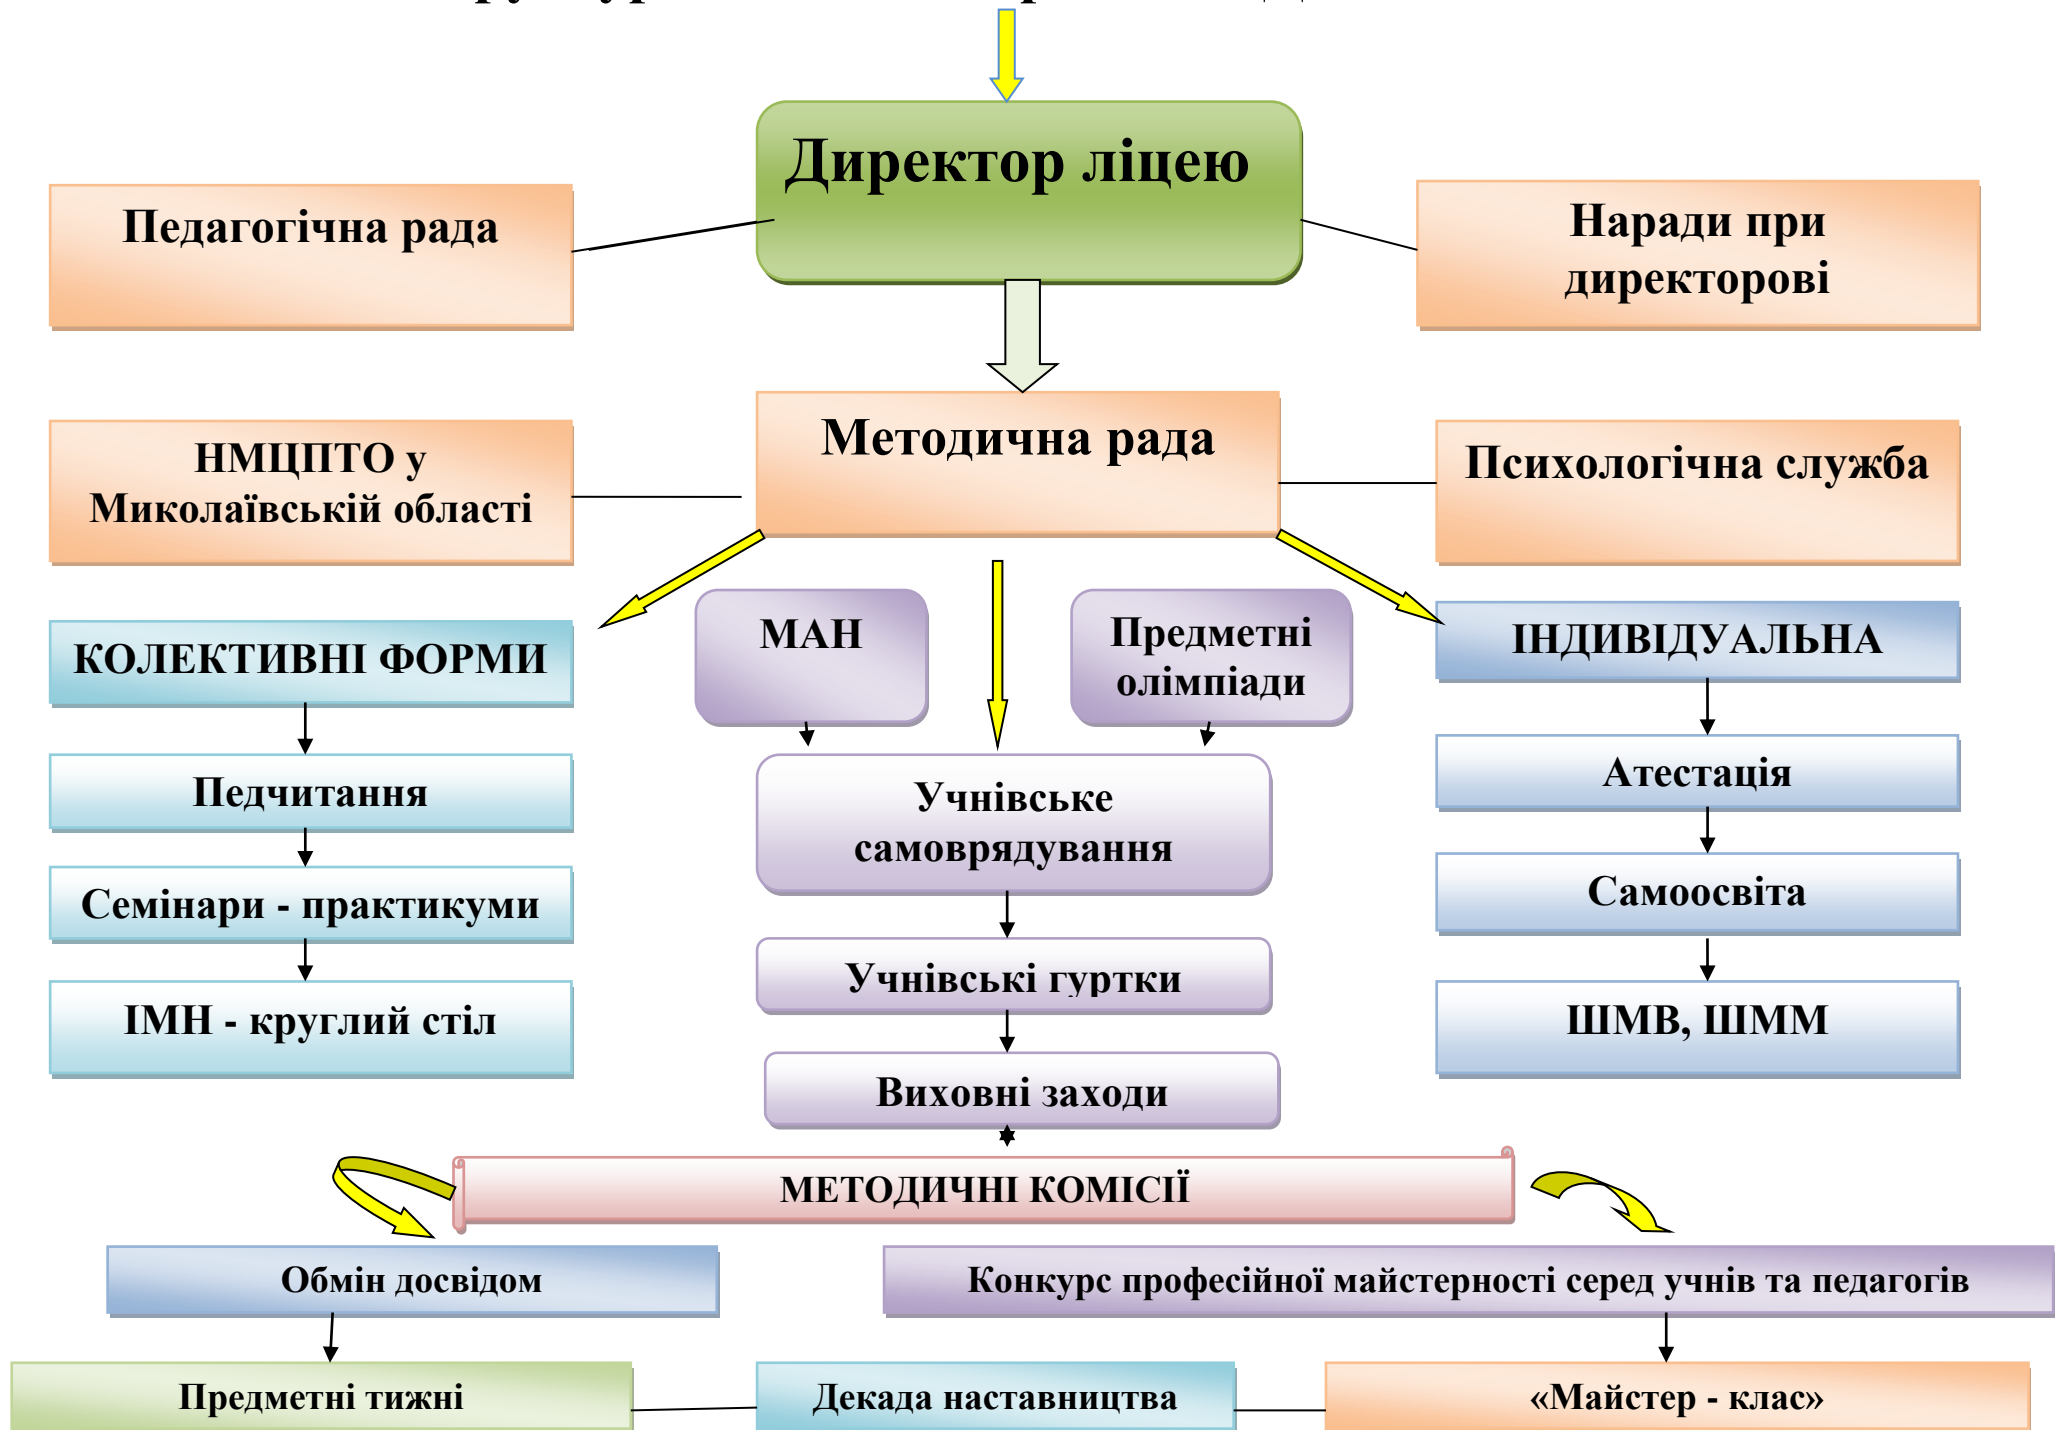 Директор ліцею
Педагогічна рада
Наради при
директорові
Методична рада
НМЦПТО у
Миколаївській області
Психологічна служба
КОЛЕКТИВНІ ФОРМИ
МАН
Предметні
олімпіади
ІНДИВІДУАЛЬНА
Педчитання
Учнівське
самоврядування
Атестація
Семінари - практикуми
Самоосвіта
Учнівські гуртки
ІМН - круглий стіл
ШМВ, ШММ
Виховні заходи
МЕТОДИЧНІ КОМІСІЇ
Обмін досвідом
Конкурс професійної майстерності серед учнів та педагогів
Предметні тижні
Декада наставництва
«Майстер - клас»